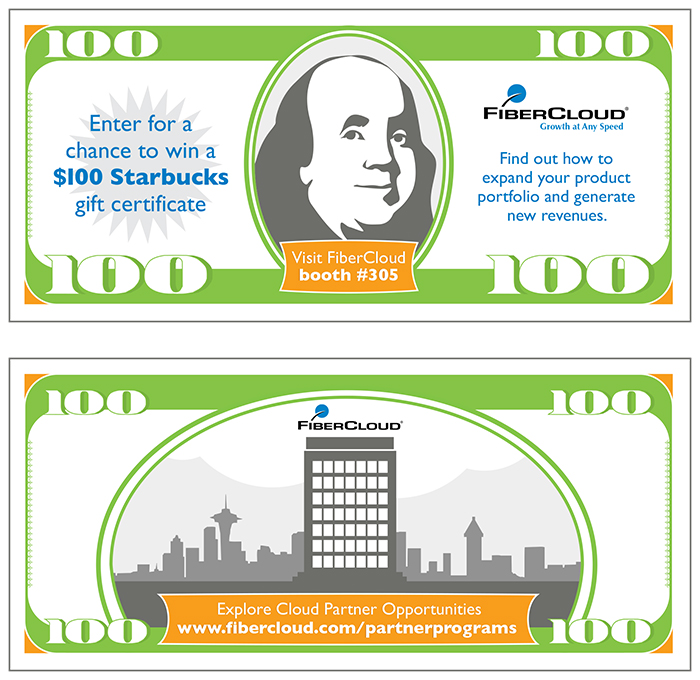 100 100
Enter for a
chance to win a
$100 Starbucks
gift certificate
FIBERCLOUD®
Growth at Any Speed
Find out how to
expand your product
portfolio and generate
new revenues.
Visit FiberCloud
booth #305
100 100
100 100
FIBERCLOUD®
Explore Cloud Partner Opportunities
www.fibercloud.com/partnerprograms
100 100